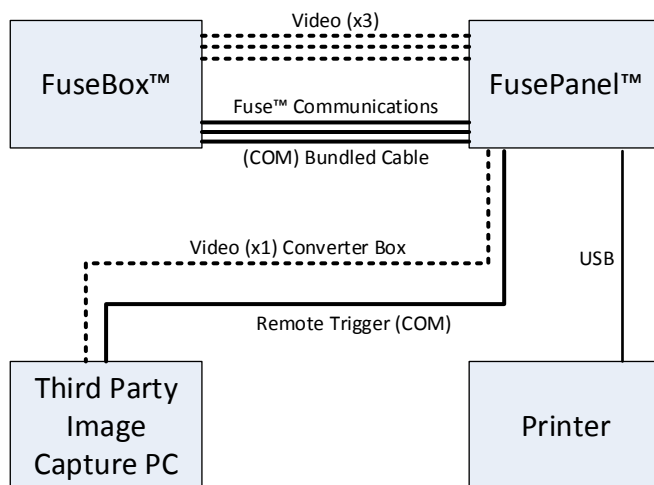 Video (x3)
FuseBox™
FusePanel™
Fuse™ Communications
(COM) Bundled Cable
Video (x1) Converter Box
USB
Remote Trigger (COM)
Third Party
Image
Capture PC
Printer